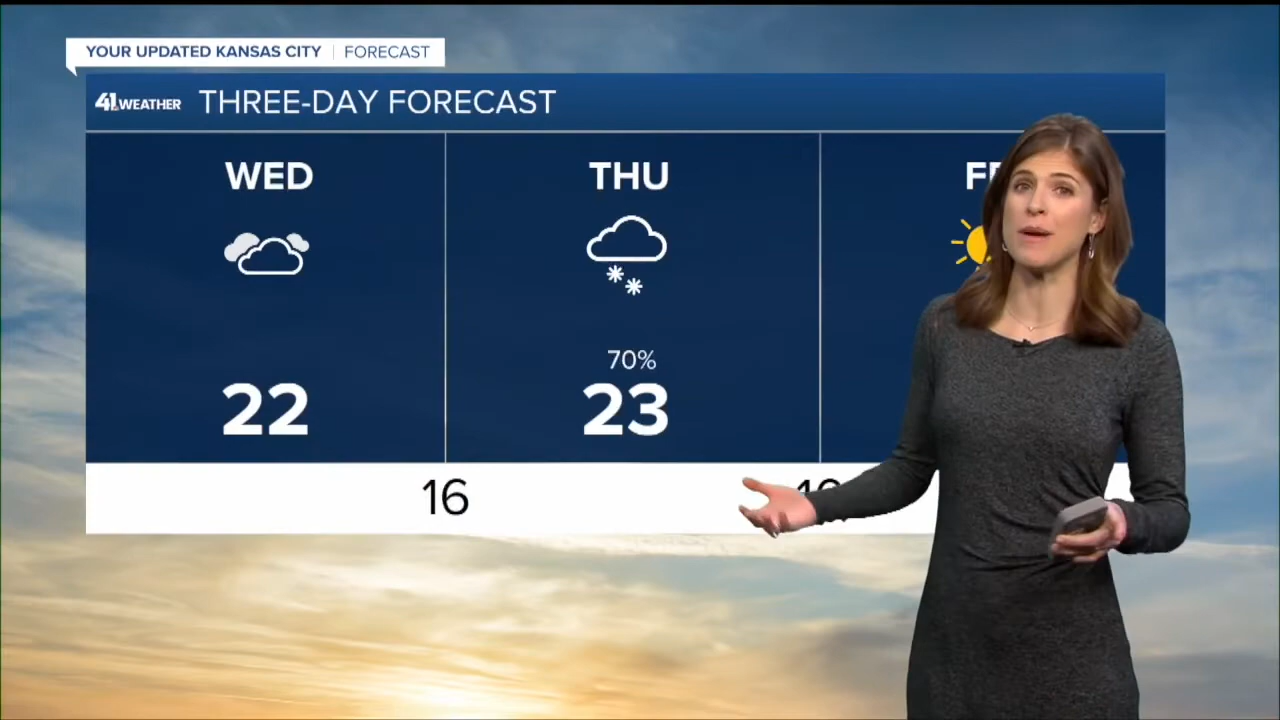 YOUR UPDATED KANSAS CITY | FORECAST
41 WEATHER THREE-DAY FORECAST
WED THU
70%
22 23
16